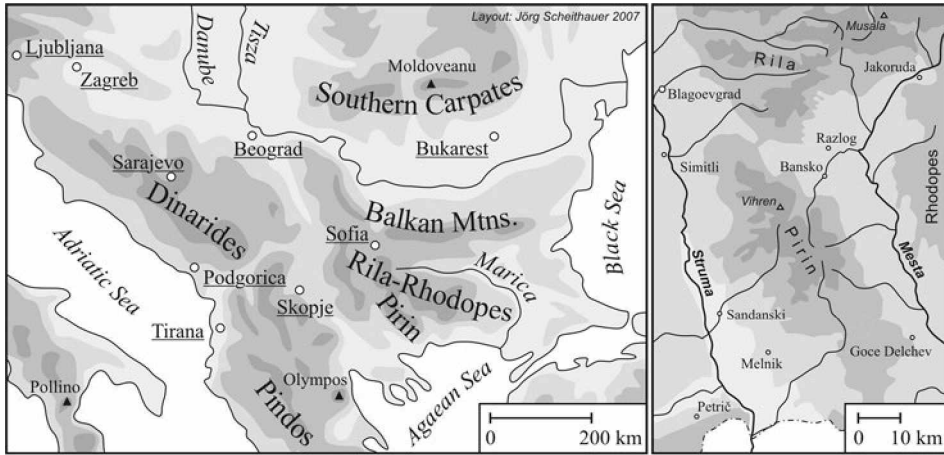 Layout: Jörg Scheithauer 2007
Ljubljana
Zagreb
Danube
Tisza
Moldoveanu
Southern Carpates
Beograd
Bukarest
Sarajevo
Dinarides
Balkan Mtns.
Sofia
Black Sea
Adriatic Sea
Podgorica
Rila-Rhodopes
Marica
Skopje
Pirin
Tirana
Pollino
Olympos
Pindos
Agaean Sea
0 200 km
Musala
Rila
Jakoruda
Blagoevgrad
Razlog
Simitli
Bansko
Rhodopes
Vihren
Pirin
Struma
Mesta
Sandanski
Melnik
Goce Delchev
Petrič
0 10 km